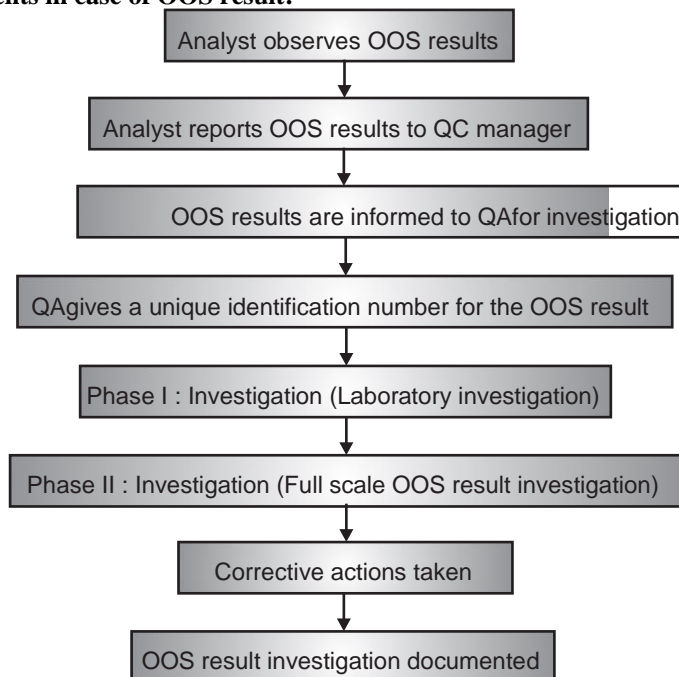 ents in case of OOS result?
Analyst observes OOS results
Analyst reports OOS results to QC manager
OOS results are informed to QAfor investigation
QAgives a unique identification number for the OOS result
Phase I : Investigation (Laboratory investigation)
Phase II : Investigation (Full scale OOS result investigation)
Corrective actions taken
OOS result investigation documented